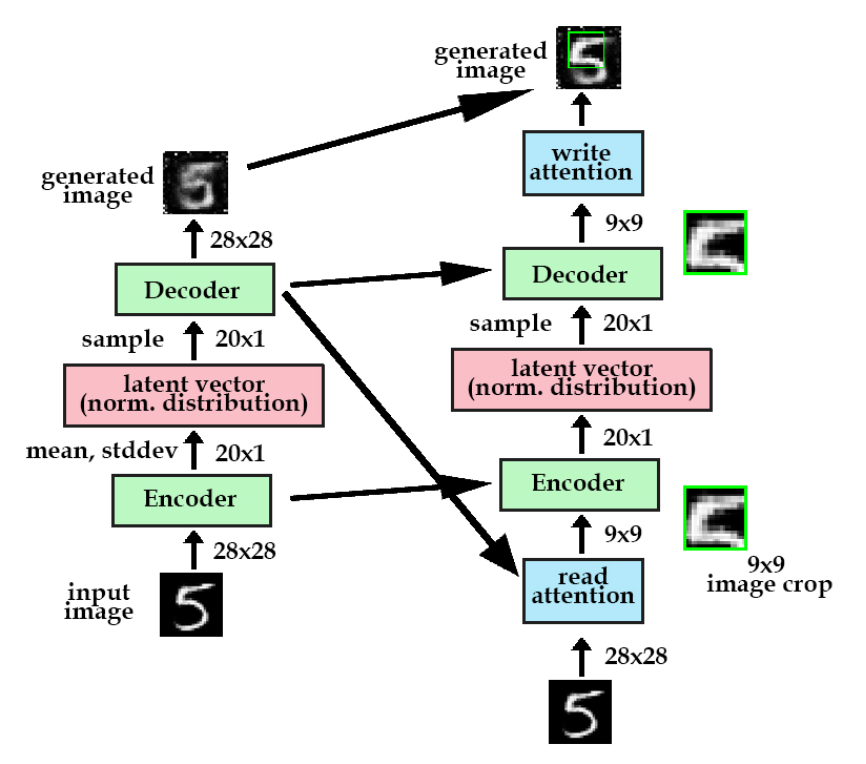 generated
image
28x28
Decoder
sample
20x1
latent vector
(norm. distribution)
mean, stddev
20x1
Encoder
28x28
input
image
generated
image
write
attention
9x9
Decoder
sample
20x1
latent vector
(norm. distribution)
20x1
Encoder
9x9
9x9
image crop
read
attention
28x28